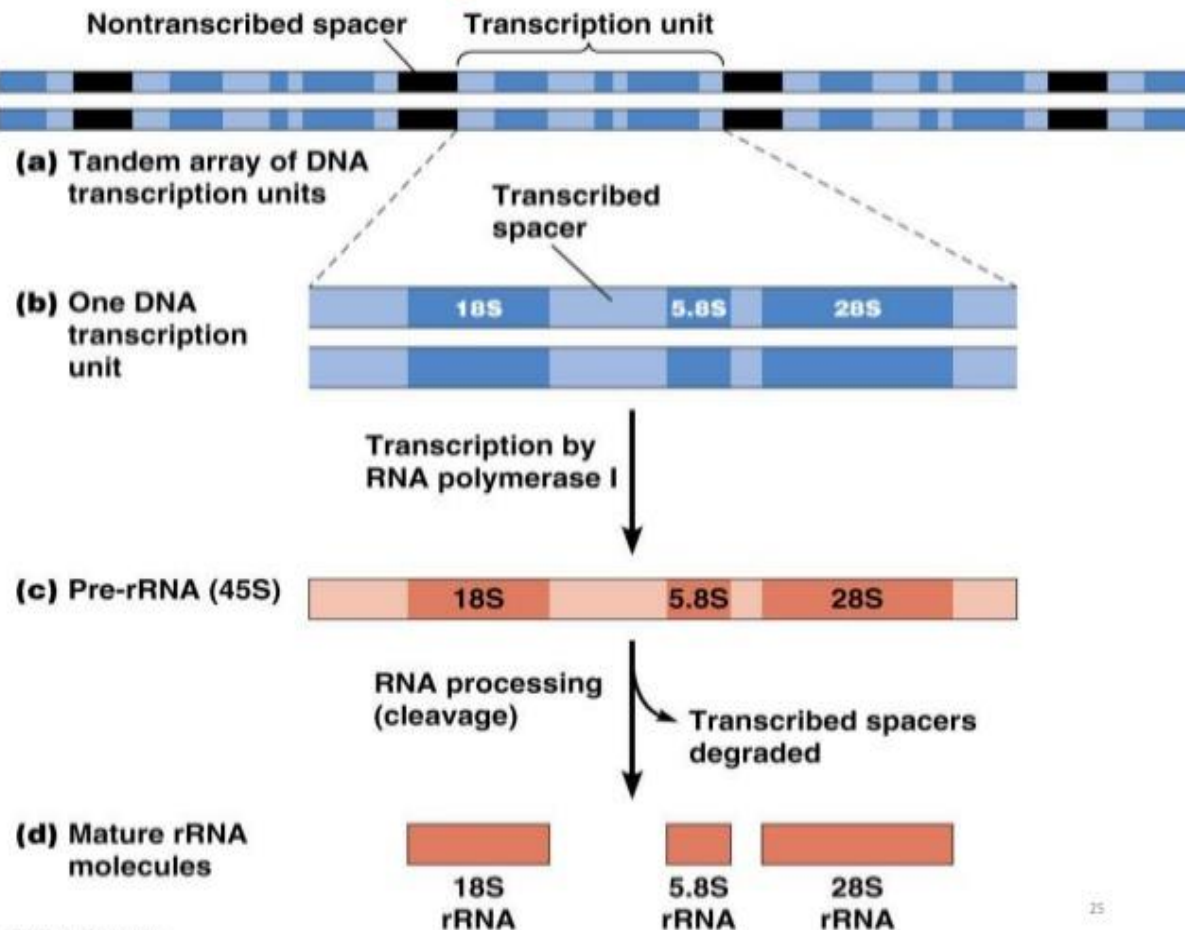 Nontranscribed spacer
Transcription unit
(a) Tandem array of DNA
transcription units
Transcribed
spacer
(b) One DNA
transcription
unit
18S
5.8S
28S
Transcription by
RNA polymerase I
(c) Pre-rRNA (45S)
18S
5.8S
28S
RNA processing
(cleavage)
Transcribed spacers
degraded
(d) Mature rRNA
molecules
18S
rRNA
5.8S
rRNA
28S
rRNA
25